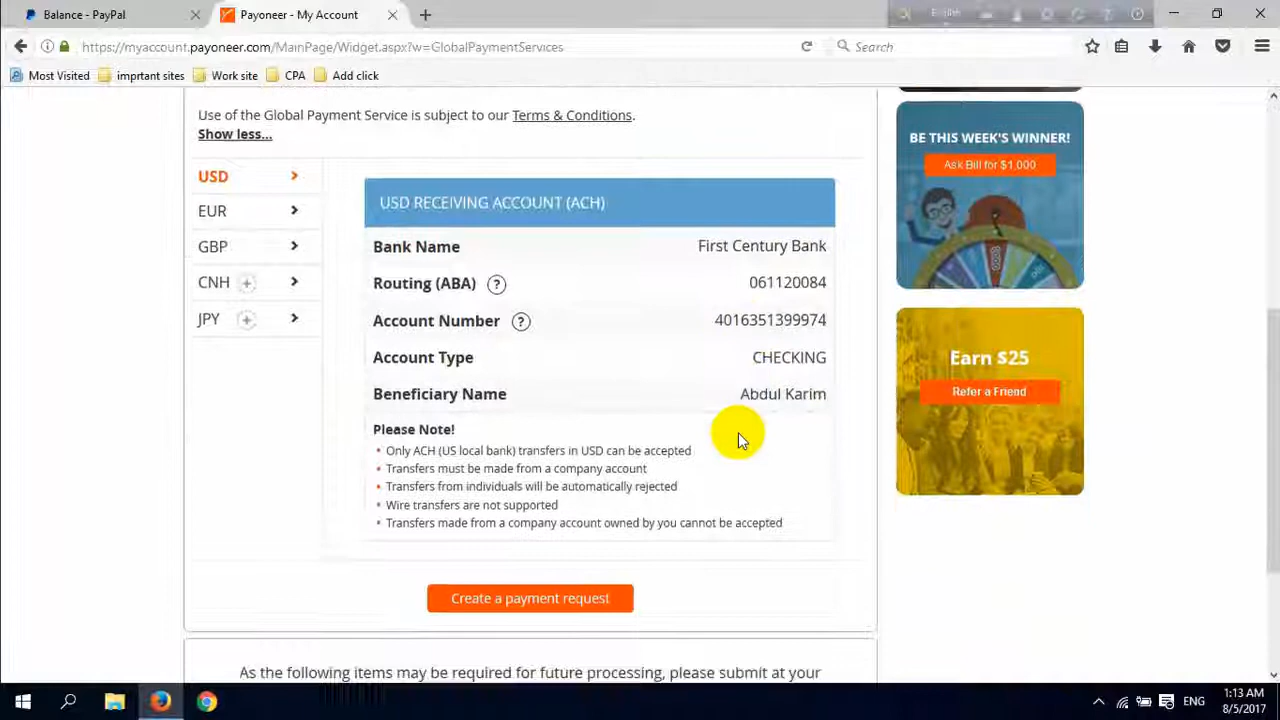 Balance - PayPal
Payoneer - My Account
English
https://myaccount.payoneer.com/MainPage/Widget.aspx?w=GlobalPaymentServices
Search
Most Visited
imprtant sites
Work site
CPA
Add click
Use of the Global Payment Service is subject to our Terms & Conditions.
Show less...
USD
EUR
GBP
CNH
JPY
USD RECEIVING ACCOUNT (ACH)
Bank Name First Century Bank
Routing (ABA) ? 061120084
Account Number ? 4016351399974
Account Type CHECKING
Beneficiary Name Abdul Karim
Please Note!
• Only ACH (US local bank) transfers in USD can be accepted
• Transfers must be made from a company account
• Transfers from individuals will be automatically rejected
• Wire transfers are not supported
• Transfers made from a company account owned by you cannot be accepted
Create a payment request
As the following items may be required for future processing, please submit at your
BE THIS WEEK'S WINNER!
Ask Bill for $1,000
Earn $25
Refer a Friend
ENG
1:13 AM
8/5/2017